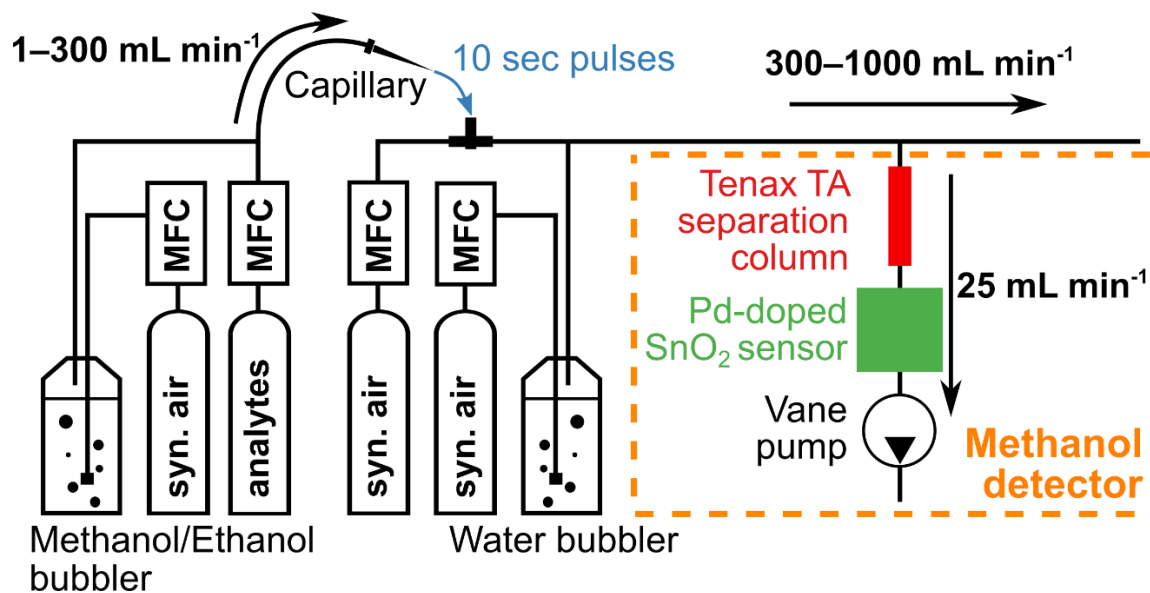 1–300 mL min⁻¹
Capillary
10 sec pulses
300–1000 mL min⁻¹
MFC
MFC
MFC
MFC
syn. air
analytes
syn. air
syn. air
Methanol/Ethanol
bubbler
Water bubbler
Tenax TA
separation
column
25 mL min⁻¹
Pd-doped
SnO₂ sensor
Vane
pump
Methanol
detector